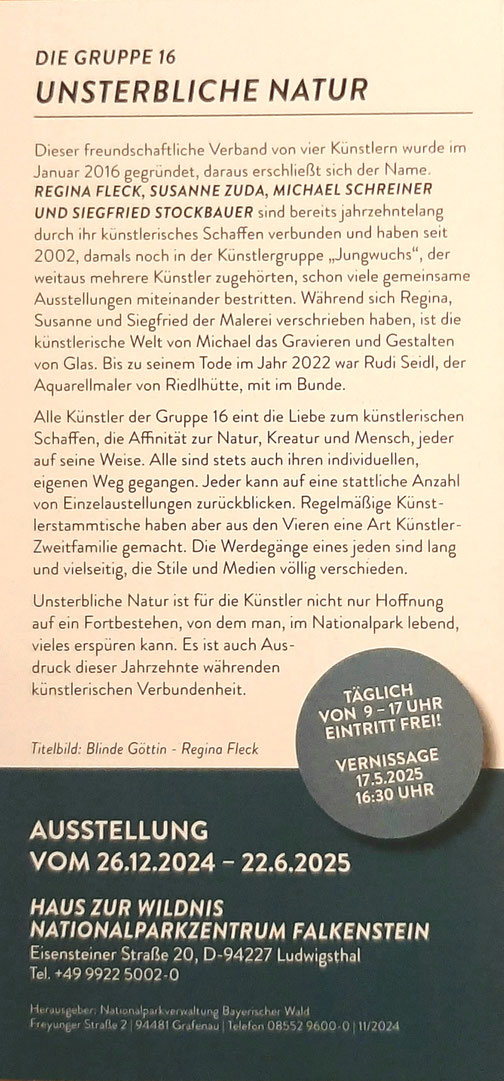 DIE GRUPPE 16
UNSTERBLICHE NATUR
Dieser freundschaftliche Verband von vier Künstlern wurde im
Januar 2016 gegründet, daraus erschließt sich der Name.
REGINA FLECK, SUSANNE ZUDA, MICHAEL SCHREINER
UND SIEGFRIED STOCKBAUER sind bereits jahrzehntelang
durch ihr künstlerisches Schaffen verbunden und haben seit
2002, damals noch in der Künstlergruppe „Jungwuchs“, der
weitaus mehrere Künstler zugehörten, schon viele gemeinsame
Ausstellungen miteinander bestritten. Während sich Regina,
Susanne und Siegfried der Malerei verschrieben haben, ist die
künstlerische Welt von Michael das Gravieren und Gestalten
von Glas. Bis zu seinem Tode im Jahr 2022 war Rudi Seidl, der
Aquarellmaler von Riedlhütte, mit im Bunde.
Alle Künstler der Gruppe 16 eint die Liebe zum künstlerischen
Schaffen, die Affinität zur Natur, Kreatur und Mensch, jeder
auf seine Weise. Alle sind stets auch ihren individuellen,
eigenen Weg gegangen. Jeder kann auf eine stattliche Anzahl
von Einzelaustellungen zurückblicken. Regelmäßige Künst-
lerstammtische haben aber aus den Vieren eine Art Künstler-
Zweitfamilie gemacht. Die Werdegänge eines jeden sind lang
und vielseitig, die Stile und Medien völlig verschieden.
Unsterbliche Natur ist für die Künstler nicht nur Hoffnung
auf ein Fortbestehen, von dem man, im Nationalpark lebend,
vieles erspüren kann. Es ist auch Aus-
druck dieser Jahrzehnte währenden
künstlerischen Verbundenheit.
Titelbild: Blinde Göttin - Regina Fleck
TÄGLICH
VON 9 – 17 UHR
EINTRITT FREI!
VERNISSAGE
17.5.2025
16:30 UHR
AUSSTELLUNG
VOM 26.12.2024 – 22.6.2025
HAUS ZUR WILDNIS
NATIONALPARKZENTRUM FALKENSTEIN
Eisensteiner Straße 20, D-94227 Ludwigsthal
Tel. +49 9922 5002-0
Herausgeber: Nationalparkverwaltung Bayerischer Wald
Freyunger Straße 2 | 94481 Grafenau | Telefon 08552 9600-0 | 11/2024